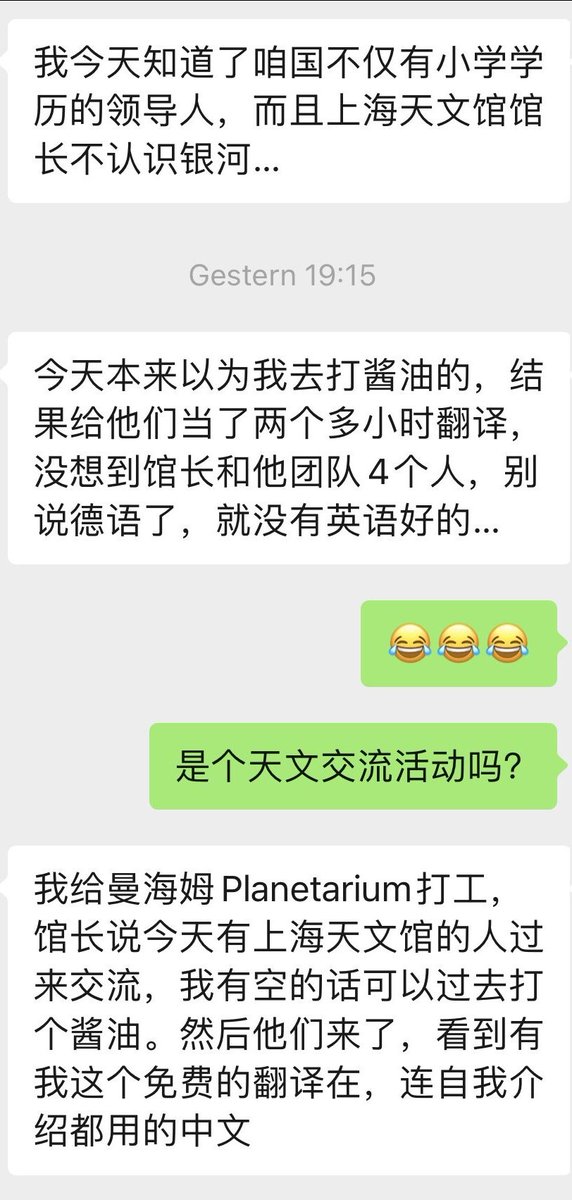 我今天知道了咱国不仅有小学学
历的领导人，而且上海天文馆馆
长不认识银河...
Gestern 19:15
今天本来以为我去打酱油的，结
果给他们当了两个多小时翻译，
没想到馆长和他团队4个人，别
说德语了，就没有英语好的...
😂😂😂
是个天文交流活动吗？
我给曼海姆Planetarium打工，
馆长说今天有上海天文馆的人过
来交流，我有空的话可以过去打
个酱油。然后他们来了，看到有
我这个免费的翻译在，连自我介
绍都用的中文